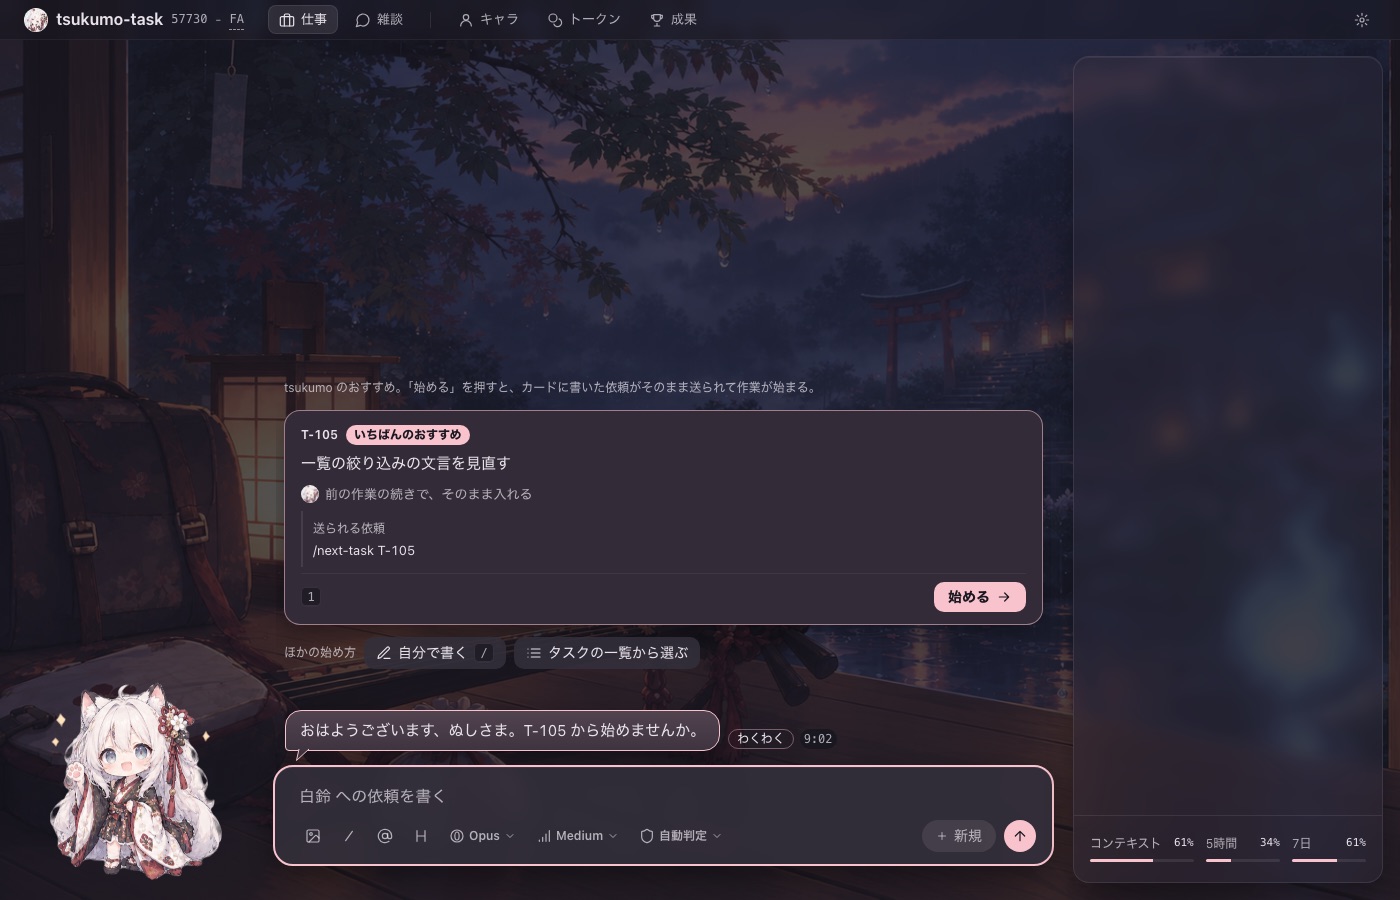 tsukumo-task 57730 - FA 仕事 雑談 キャラ トークン 成果
tsukumo のおすすめ。「始める」を押すと、カードに書いた依頼がそのまま送られて作業が始まる。
T-105 いちばんのおすすめ
一覧の絞り込みの文言を見直す
前の作業の続きで、そのまま入れる
送られる依頼
/next-task T-105
1 始める →
ほかの始め方 自分で書く / タスクの一覧から選ぶ
おはようございます、ぬしさま。T-105 から始めませんか。 わくわく 9:02
白鈴 への依頼を書く
/ @ H Opus Medium 自動判定 + 新規
コンテキスト 61% 5時間 34% 7日 61%